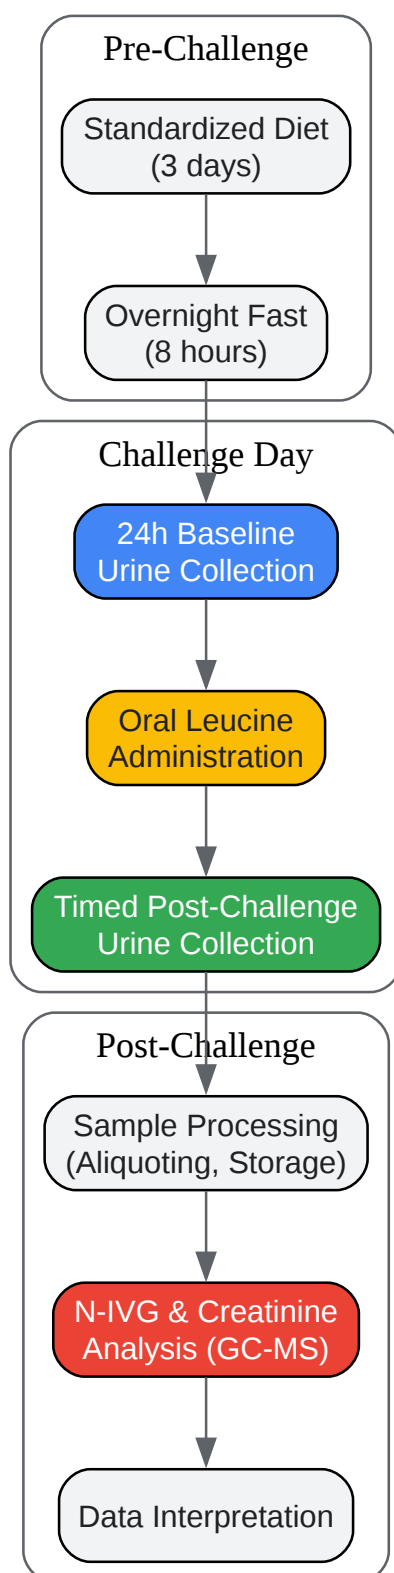 Pre-Challenge
Standardized Diet
(3 days)
Overnight Fast
(8 hours)
Challenge Day
24h Baseline
Urine Collection
Oral Leucine
Administration
Timed Post-Challenge
Urine Collection
Post-Challenge
Sample Processing
(Aliquoting, Storage)
N-IVG & Creatinine
Analysis (GC-MS)
Data Interpretation